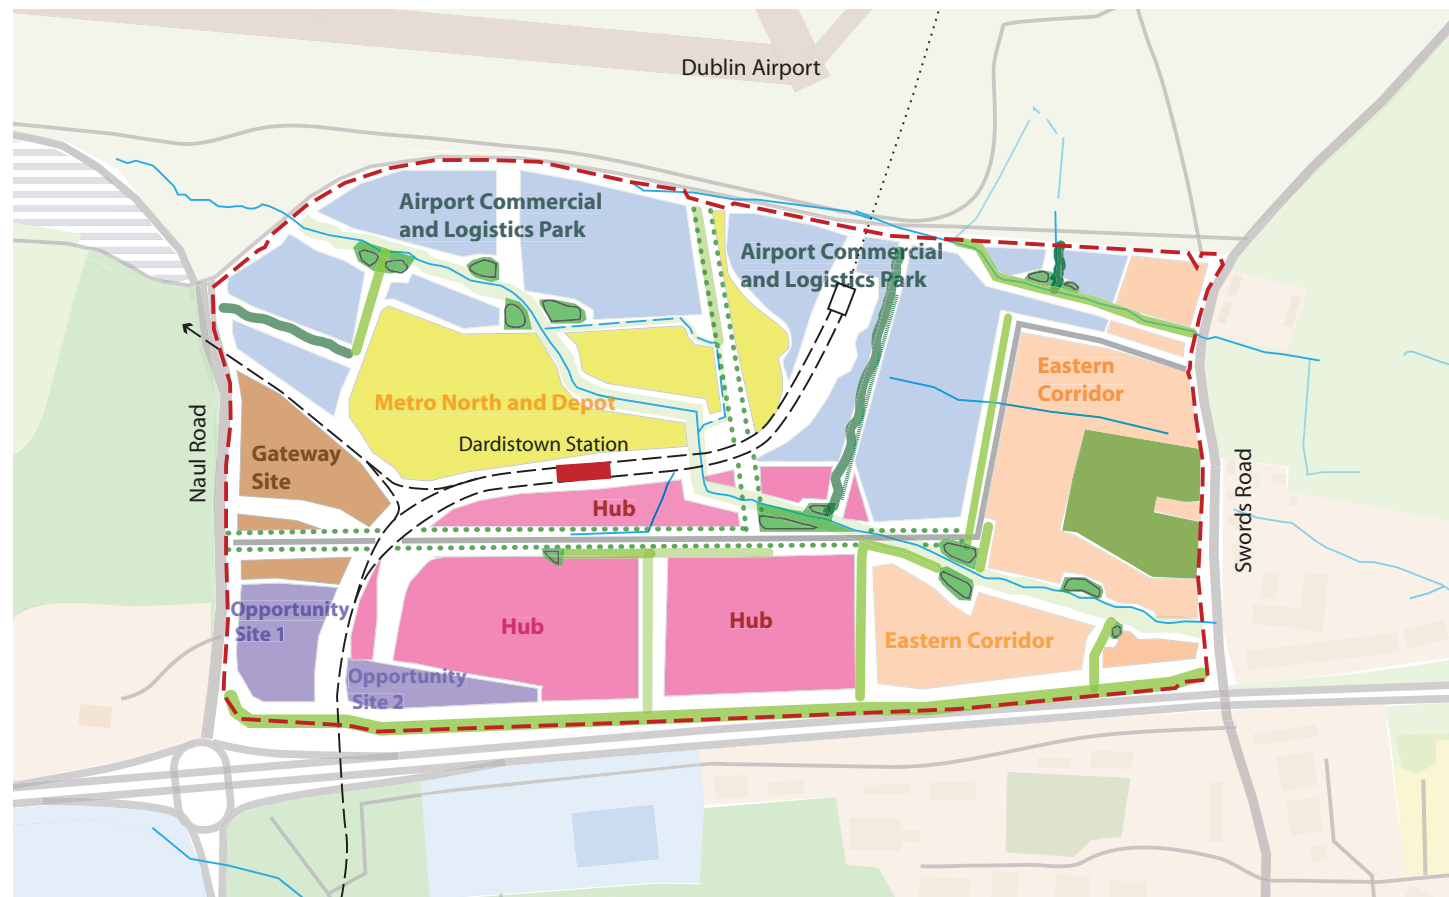 Dublin Airport
Airport Commercial
and Logistics Park
Airport Commercial
and Logistics Park
Eastern
Corridor
Metro North and Depot
Dardistown Station
Gateway
Site
Naul Road
Hub
Swords Road
Opportunity
Site 1
Hub
Hub
Eastern Corridor
Opportunity
Site 2